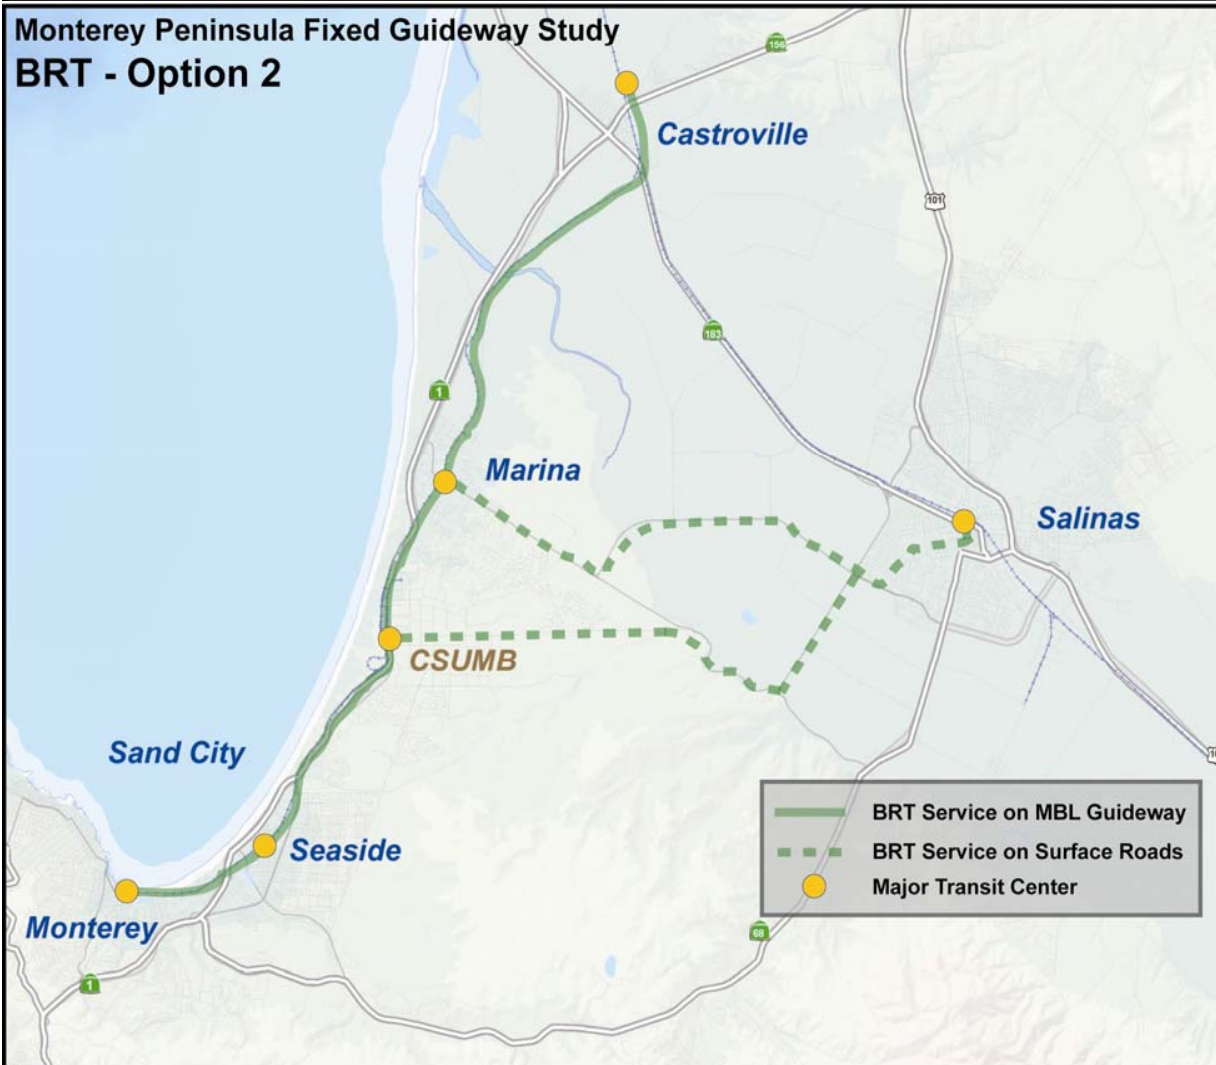 Monterey Peninsula Fixed Guideway Study
BRT - Option 2
156
Castroville
101
183
1
Marina
Salinas
CSUMB
Sand City
Seaside
Monterey
1
68
BRT Service on MBL Guideway
BRT Service on Surface Roads
Major Transit Center